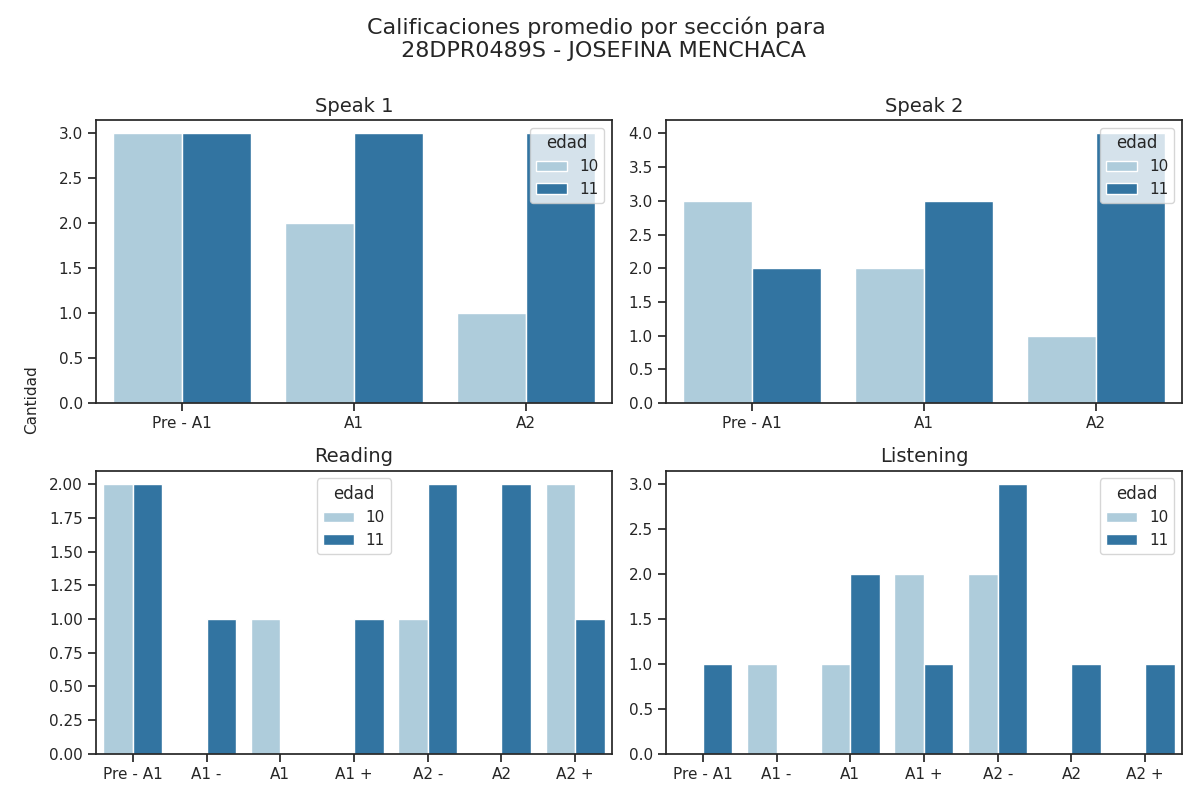 Calificaciones promedio por sección para
28DPR0489S - JOSEFINA MENCHACA
Speak 1
3.0
2.5
2.0
1.5
1.0
0.5
0.0
Pre - A1
A1
A2
edad
10
11
Speak 2
4.0
3.5
3.0
2.5
2.0
1.5
1.0
0.5
0.0
Pre - A1
A1
A2
edad
10
11
Cantidad
Reading
2.00
1.75
1.50
1.25
1.00
0.75
0.50
0.25
0.00
Pre - A1
A1 -
A1
A1 +
A2 -
A2
A2 +
edad
10
11
Listening
3.0
2.5
2.0
1.5
1.0
0.5
0.0
Pre - A1
A1 -
A1
A1 +
A2 -
A2
A2 +
edad
10
11